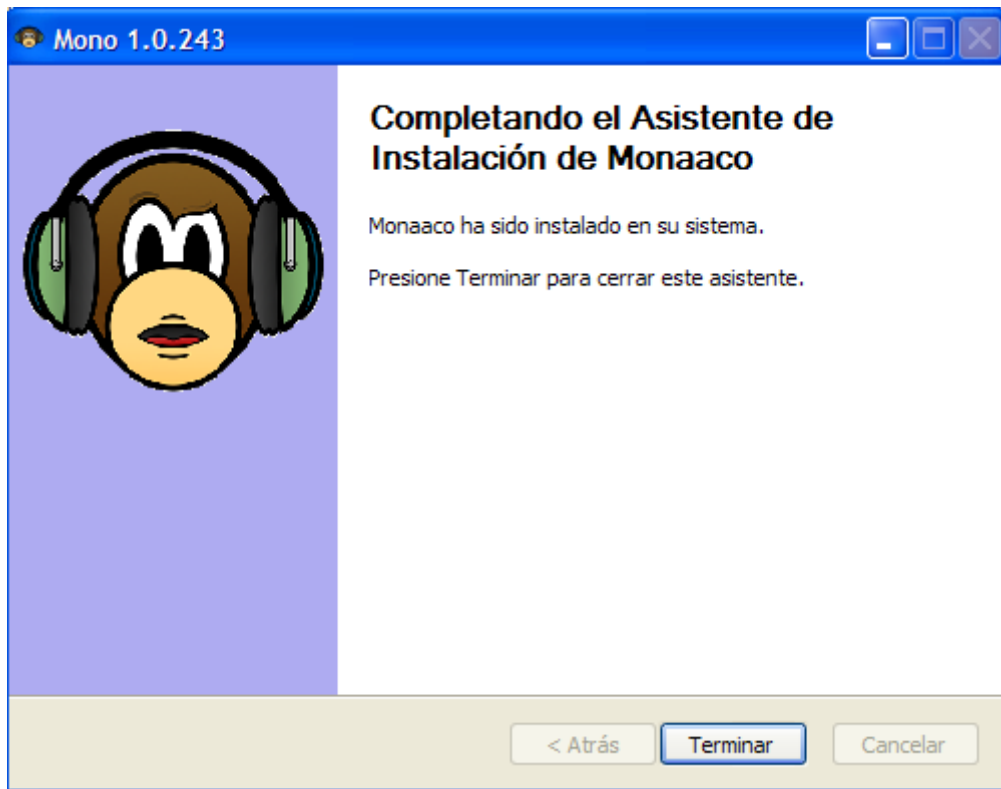 Mono 1.0.243
Completando el Asistente de
Instalación de Monaaco
Monaaco ha sido instalado en su sistema.
Presione Terminar para cerrar este asistente.
< Atrás
Terminar
Cancelar